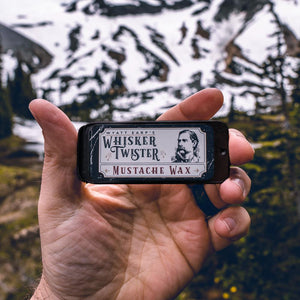 WYATT EARP'S
WHISKER
TWISTER
MUSTACHE WAX